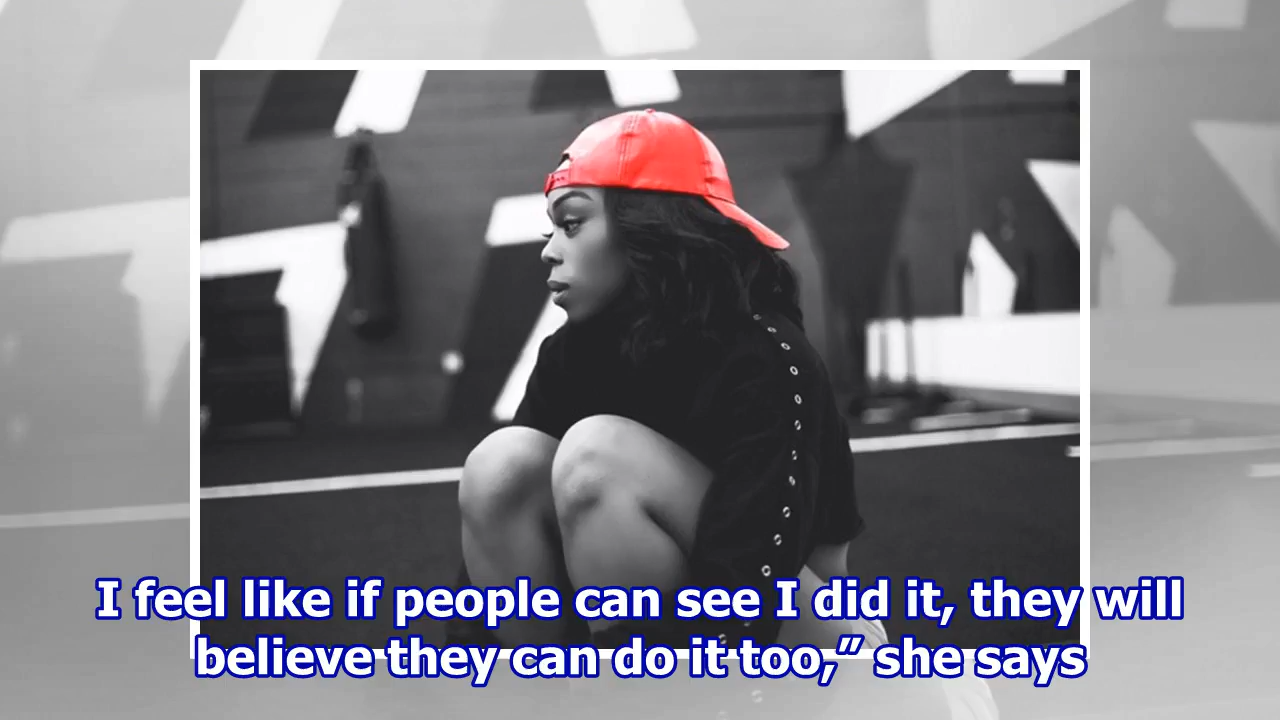 I feel like if people can see I did it, they will
believe they can do it too,” she says